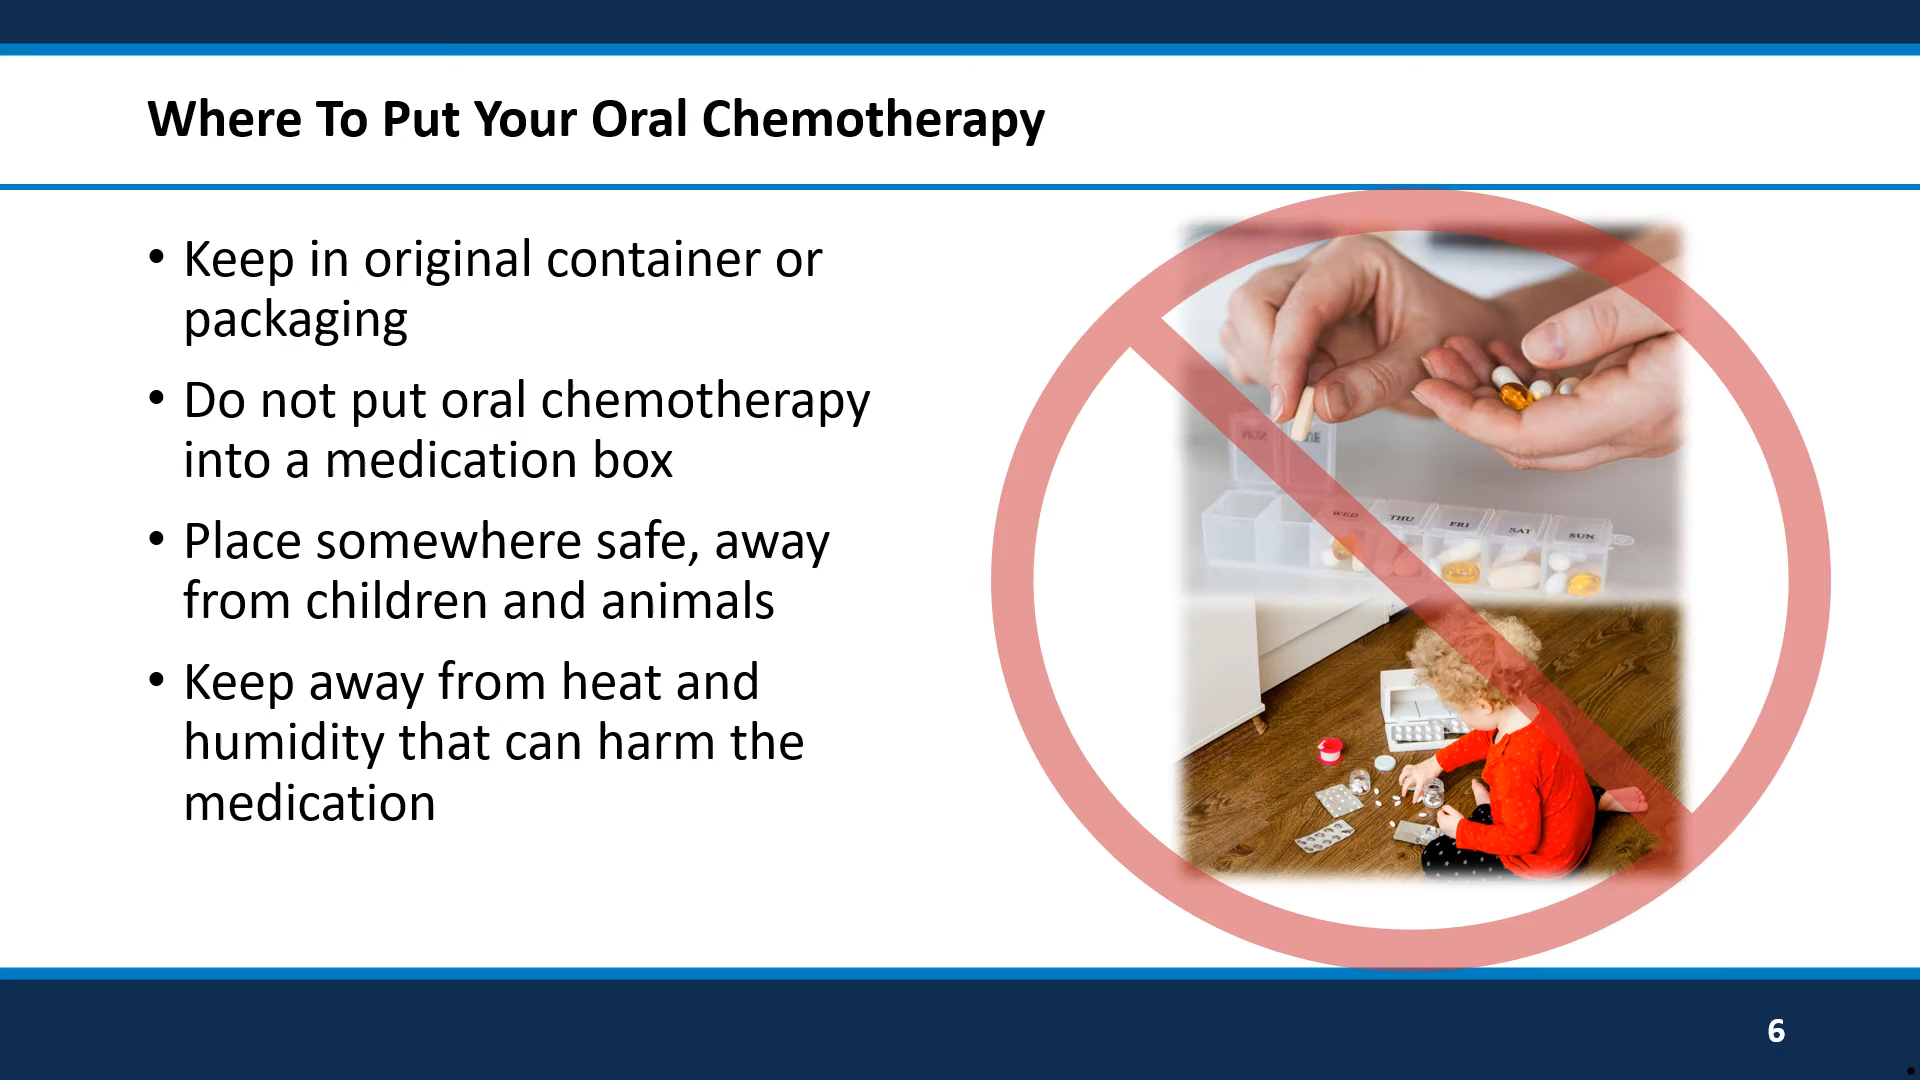 Where To Put Your Oral Chemotherapy
• Keep in original container or
packaging
• Do not put oral chemotherapy
into a medication box
• Place somewhere safe, away
from children and animals
• Keep away from heat and
humidity that can harm the
medication
MON TUE
WED THU FRI SAT SUN
6